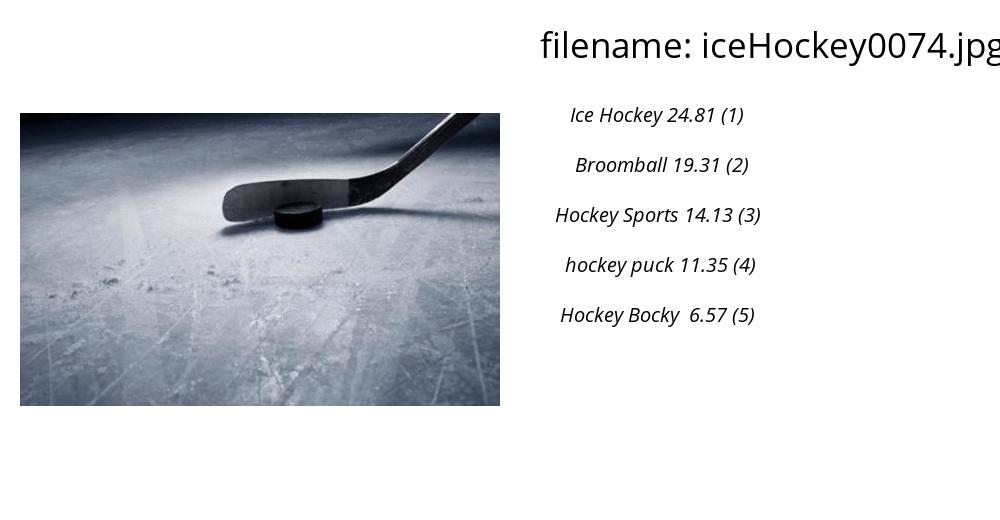 filename: iceHockey0074.jpg
Ice Hockey 24.81 (1)
Broomball 19.31 (2)
Hockey Sports 14.13 (3)
hockey puck 11.35 (4)
Hockey Bocky 6.57 (5)